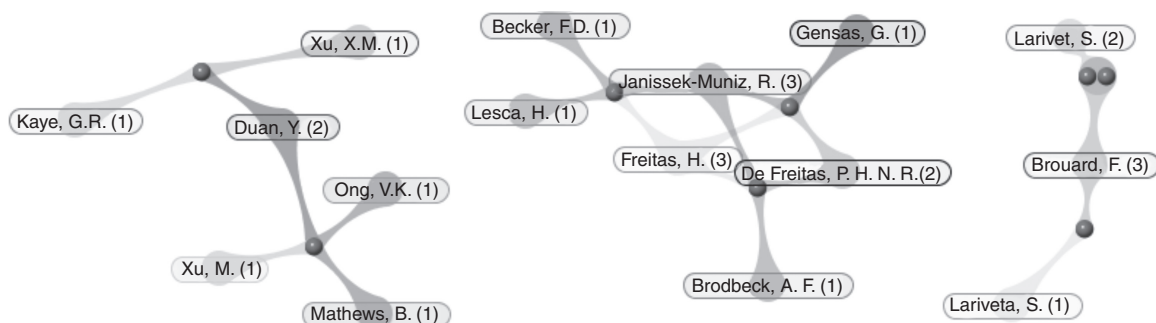 Xu, X.M. (1)
Kaye, G.R. (1)
Duan, Y. (2)
Ong, V.K. (1)
Xu, M. (1)
Mathews, B. (1)
Becker, F.D. (1)
Gensas, G. (1)
Janissek-Muniz, R. (3)
Lesca, H. (1)
Freitas, H. (3)
De Freitas, P. H. N. R.(2)
Brodbeck, A. F. (1)
Larivet, S. (2)
Brouard, F. (3)
Lariveta, S. (1)